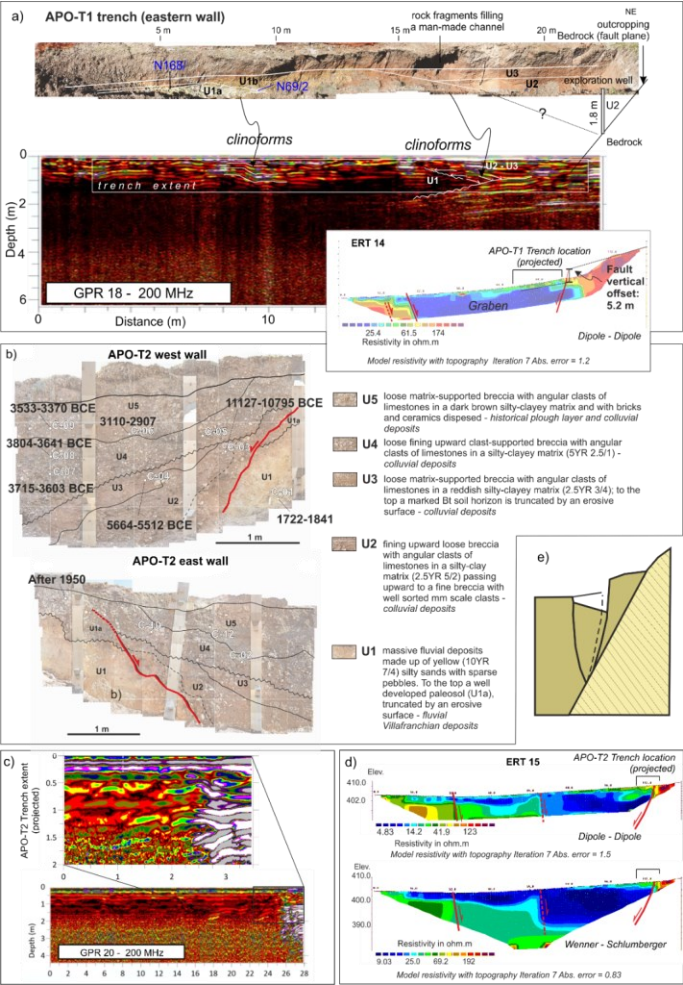 a) APO-T1 trench (eastern wall)
rock fragments filling
a man-made channel
NE
outcropping
Bedrock (fault plane)
5 m
10 m
15 m
20 m
N168/
U1b
U1a
N69/2
U3
U2
exploration well
1.8 m
U2
?
Bedrock
clinoforms
clinoforms
trench extent
U2 - U3
U1
0
2
4
6
Depth (m)
GPR 18 - 200 MHz
0
10
Distance (m)
ERT 14
APO-T1 Trench location
(projected)
Fault
vertical
offset:
5.2 m
Graben
25.4 61.5 174
Resistivity in ohm.m
Dipole - Dipole
Model resistivity with topography Iteration 7 Abs. error = 1.2
b) APO-T2 west wall
3533-3370 BCE
U5
3110-2907
11127-10795 BCE
U1a
3804-3641 BCE
U4
3715-3603 BCE
U3
U2
U1
5664-5512 BCE
1722-1841
1 m
APO-T2 east wall
After 1950
U1a
U5
U4
U1
U3
U2
b)
1 m
U5 loose matrix-supported breccia with angular clasts of
limestones in a dark brown silty-clayey matrix and with bricks
and ceramics dispesed - historical plough layer and colluvial
deposits
U4 loose fining upward clast-supported breccia with angular
clasts of limestones in a silty-clayey matrix (5YR 2.5/1) -
colluvial deposits
U3 loose matrix-supported breccia with angular clasts of
limestones in a reddish silty-clayey matrix (2.5YR 3/4); to the
top a marked Bt soil horizon is truncated by an erosive
surface - colluvial deposits
U2 fining upward loose breccia
with angular clasts of
limestones in a silty-clay
matrix (2.5YR 5/2) passing
upward to a fine breccia with
well sorted mm scale clasts -
colluvial deposits
U1 massive fluvial deposits
made up of yellow (10YR
7/4) silty sands with sparse
pebbles. To the top a well
developed paleosol (U1a),
truncated by an erosive
surface - fluvial
Villafranchian deposits
e)
c)
APO-T2 Trench extent
(projected)
0
0.5
1
1.5
2
0 1 2 3
0
1
2
3
4
Depth (m)
GPR 20 - 200 MHz
0 2 4 6 8 10 12 14 16 18 20 22 24 26 28
d) ERT 15
APO-T2 Trench location
(projected)
Elev.
410.0
402.0
4.83 14.2 41.9 123
Resistivity in ohm.m
Dipole - Dipole
Model resistivity with topography Iteration 7 Abs. error = 1.5
Elev.
410.0
400.0
390.0
9.03 25.0 69.2 192
Resistivity in ohm.m
Wenner - Schlumberger
Model resistivity with topography Iteration 7 Abs. error = 0.83